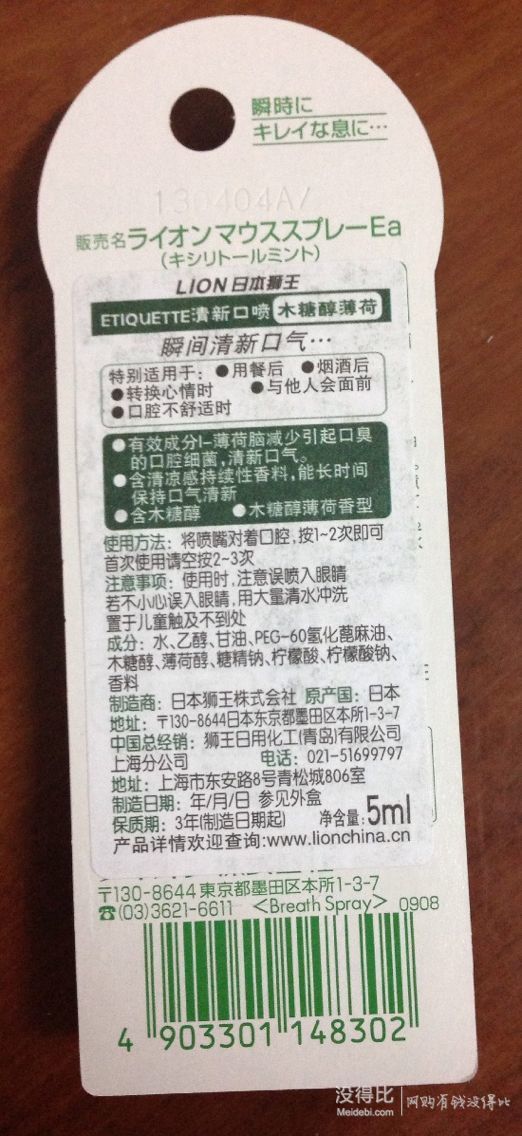 瞬時に
キレイな息に…
130404A/
販売名ライオンマウススプレーEa
(キシリトールミント)
LION 日本狮王
ETIQUETTE清新口喷 木糖醇薄荷
瞬间清新口气…
特别适用于: ●用餐后 ●烟酒后
●转换心情时 ●与他人会面前
●口腔不舒适时
●有效成分l-薄荷脑减少引起口臭
的口腔细菌,清新口气。
●含清凉感持续性香料,能长时间
保持口气清新
●含木糖醇 ●木糖醇薄荷香型
使用方法: 将喷嘴对着口腔,按1~2次即可
首次使用请空按2~3次
注意事项: 使用时,注意误喷入眼睛
若不小心误入眼睛,用大量清水冲洗
置于儿童触及不到处
成分: 水、乙醇、甘油、PEG-60氢化蓖麻油、
木糖醇、薄荷醇、糖精钠、柠檬酸、柠檬酸钠、
香料
制造商: 日本狮王株式会社 原产国: 日本
地址: 〒130-8644日本东京都墨田区本所1-3-7
中国总经销: 狮王日用化工(青岛)有限公司
上海分公司 电话: 021-51699797
地址: 上海市东安路8号青松城806室
制造日期: 年/月/日 参见外盒
保质期: 3年(制造日期起) 净含量: 5ml
产品详情欢迎查询:www.lionchina.cn
〒130-8644 東京都墨田区本所1-3-7
☎(03)3621-6611 <Breath Spray> 0908
4 903301 148302
没得比 网购有钱没得比
Meidebi.com